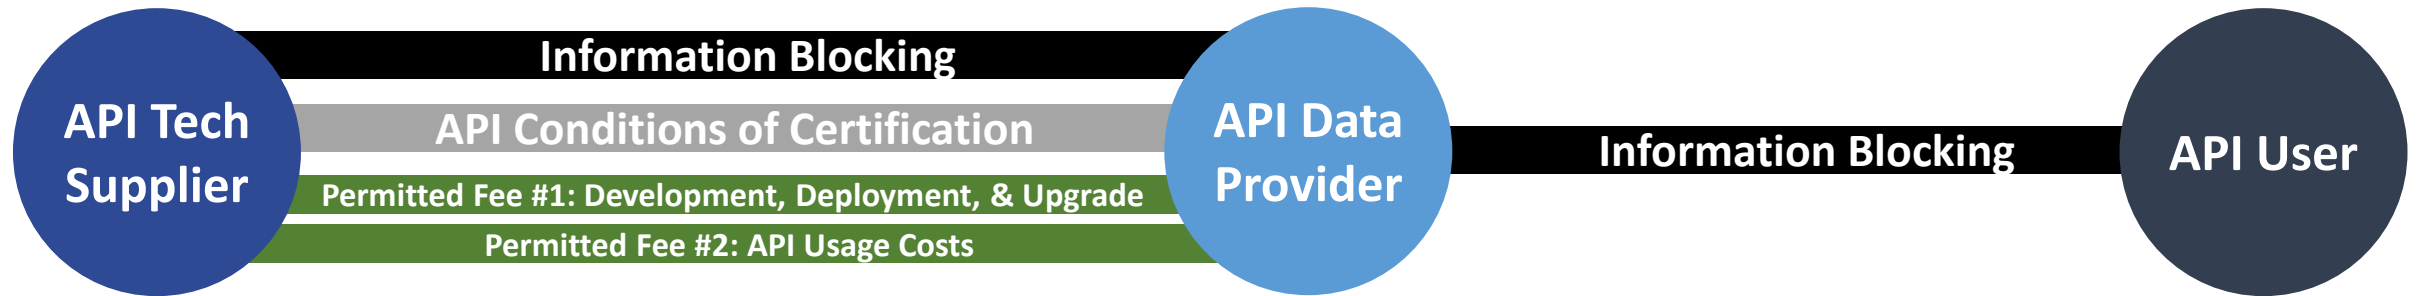 API Tech
Supplier
Information Blocking
API Conditions of Certification
Permitted Fee #1: Development, Deployment, & Upgrade
Permitted Fee #2: API Usage Costs
API Data
Provider
Information Blocking
API User